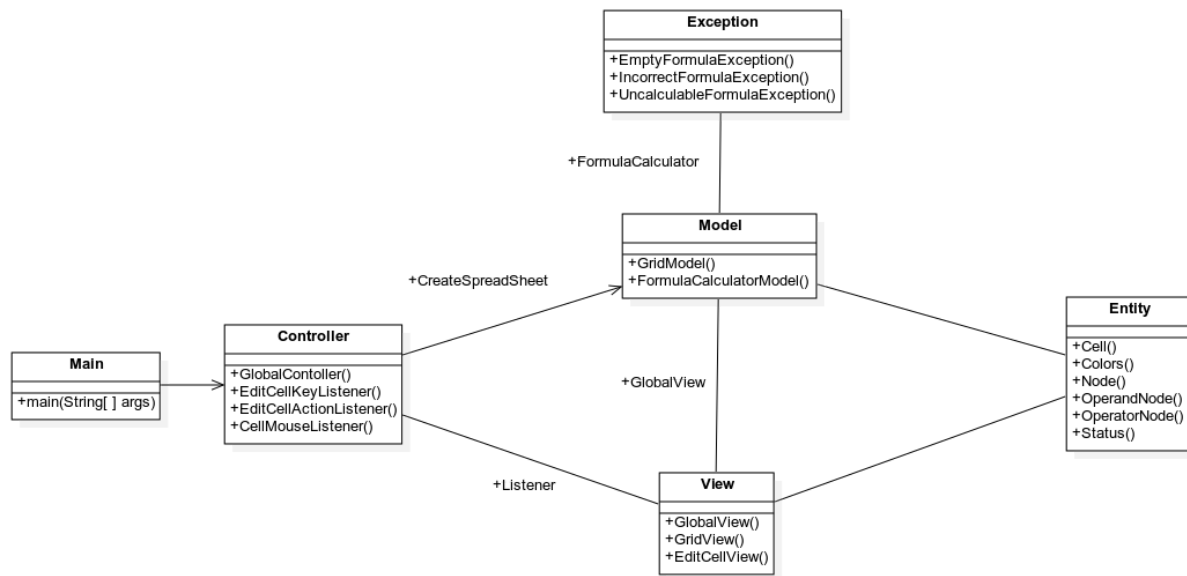 Exception
+EmptyFormulaException()
+IncorrectFormulaException()
+UncalculableFormulaException()
+FormulaCalculator
Model
+GridModel()
+FormulaCalculatorModel()
+CreateSpreadSheet
Entity
+Cell()
+Colors()
+Node()
+OperandNode()
+OperatorNode()
+Status()
Controller
+GlobalContoller()
+EditCellKeyListener()
+EditCellActionListener()
+CellMouseListener()
Main
+main(String[ ] args)
+GlobalView
+Listener
View
+GlobalView()
+GridView()
+EditCellView()